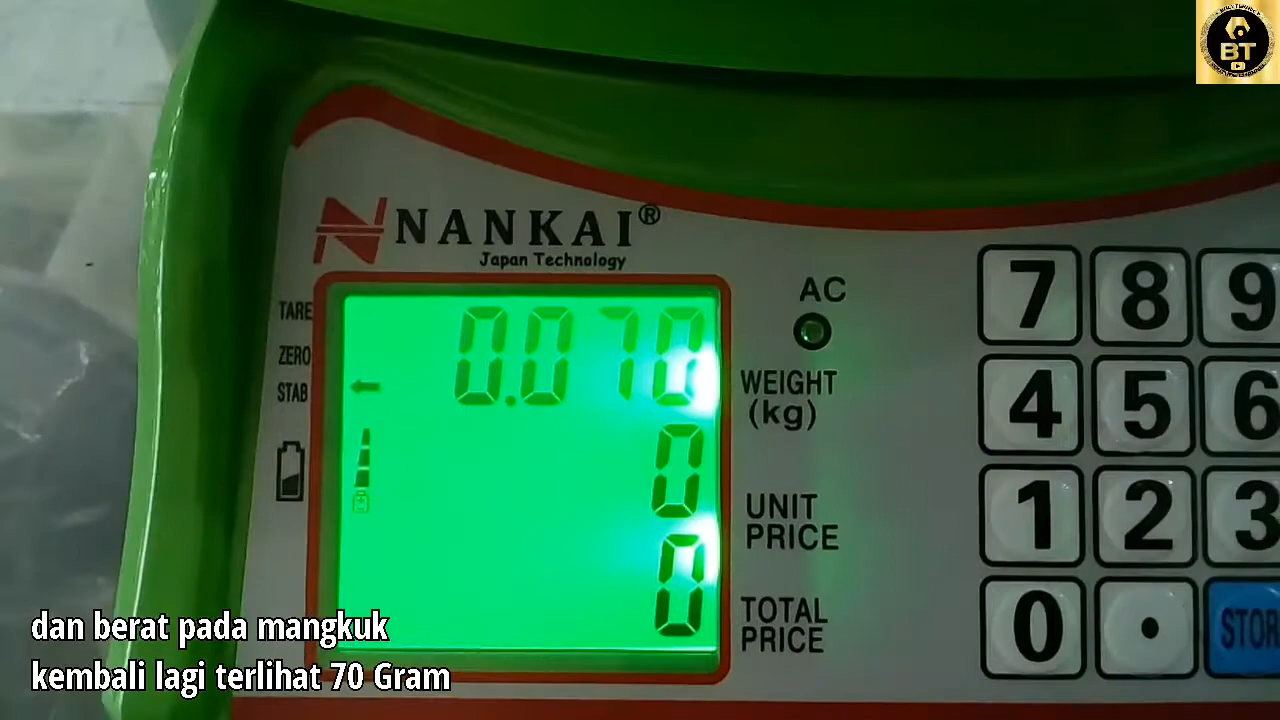 BT
NANKAI®
Japan Technology
TARE
ZERO
STAB
0.070
0
0
AC
WEIGHT
(kg)
UNIT
PRICE
TOTAL
PRICE
7 8 9
4 5 6
1 2 3
0 .
dan berat pada mangkuk
kembali lagi terlihat 70 Gram